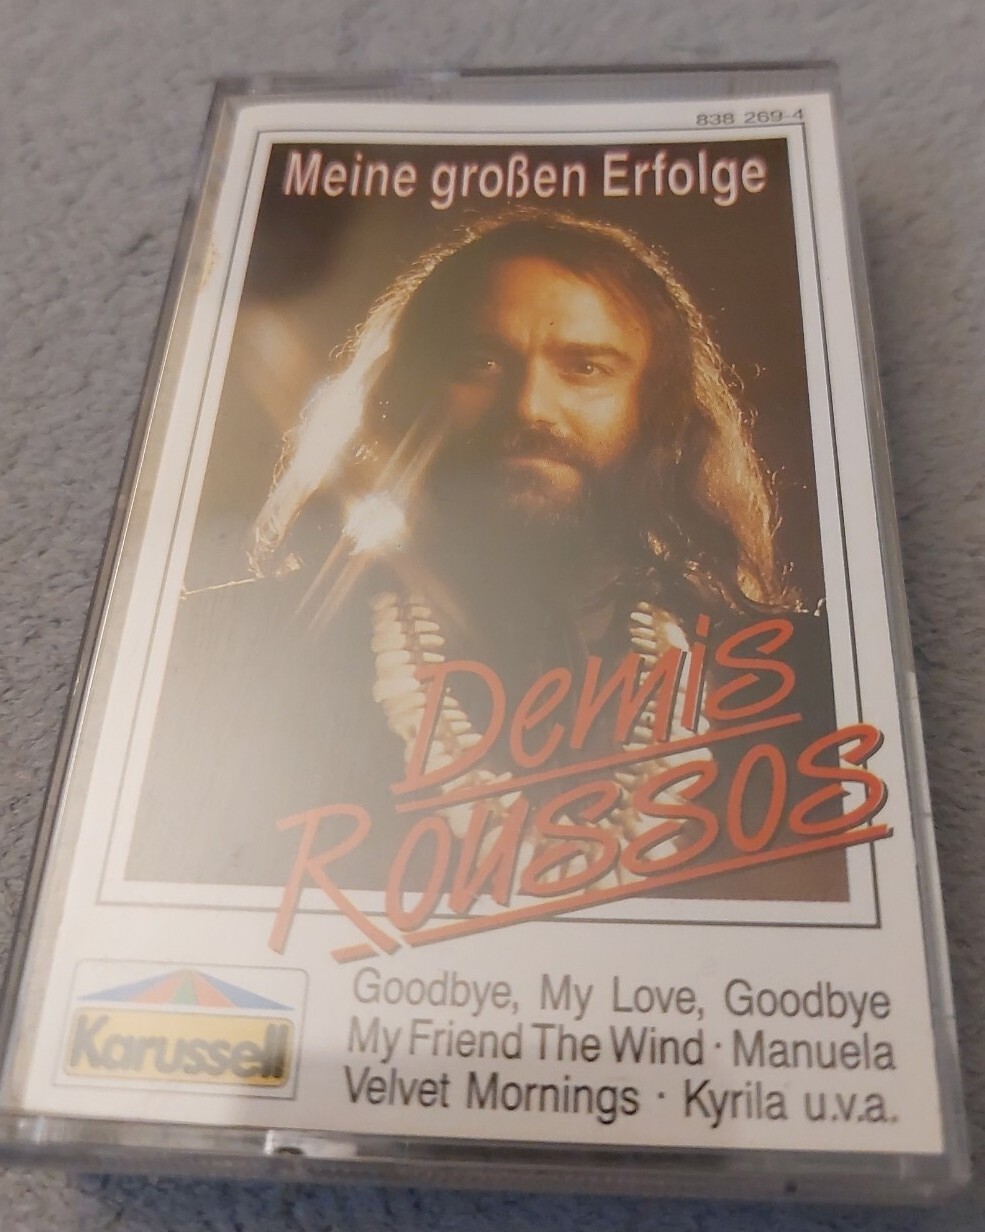 838 269-4
Meine großen Erfolge
Demis
Roussos
Karussell
Goodbye, My Love, Goodbye
My Friend The Wind · Manuela
Velvet Mornings · Kyrila u.v.a.